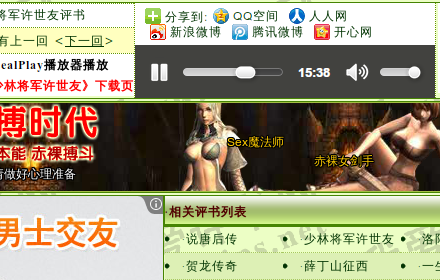 将军许世友评书
分享到: QQ空间 人人网
新浪微博 腾讯微博 开心网
有上一回 <下一回>
ealPlay播放器播放
少林将军许世友》下载页
15:38
搏时代
本能 赤裸搏斗
请做好心理准备
Sex魔法师
赤裸女剑手
男士交友
相关评书列表
·说唐后传 ·少林将军许世友
·贺龙传奇 ·薛丁山征西